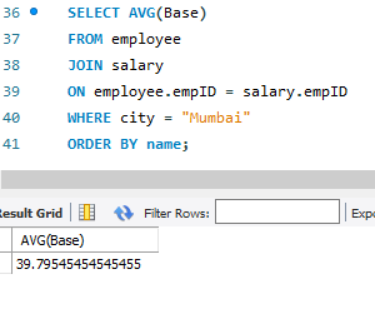 36 SELECT AVG(Base)
37 FROM employee
38 JOIN salary
39 ON employee.empID = salary.empID
40 WHERE city = "Mumbai"
41 ORDER BY name;
Result Grid Filter Rows:
AVG(Base)
39.79545454545455